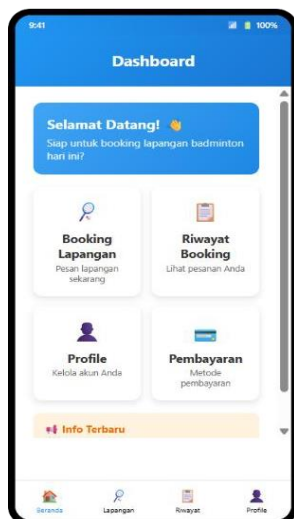 9:41
100%
Dashboard
Selamat Datang!
Siap untuk booking lapangan badminton
hari ini?
Booking
Lapangan
Pesan lapangan
sekarang
Riwayat
Booking
Lihat pesanan Anda
Profile
Kelola akun Anda
Pembayaran
Metode
pembayaran
Info Terbaru
Beranda
Lapangan
Riwayat
Profile